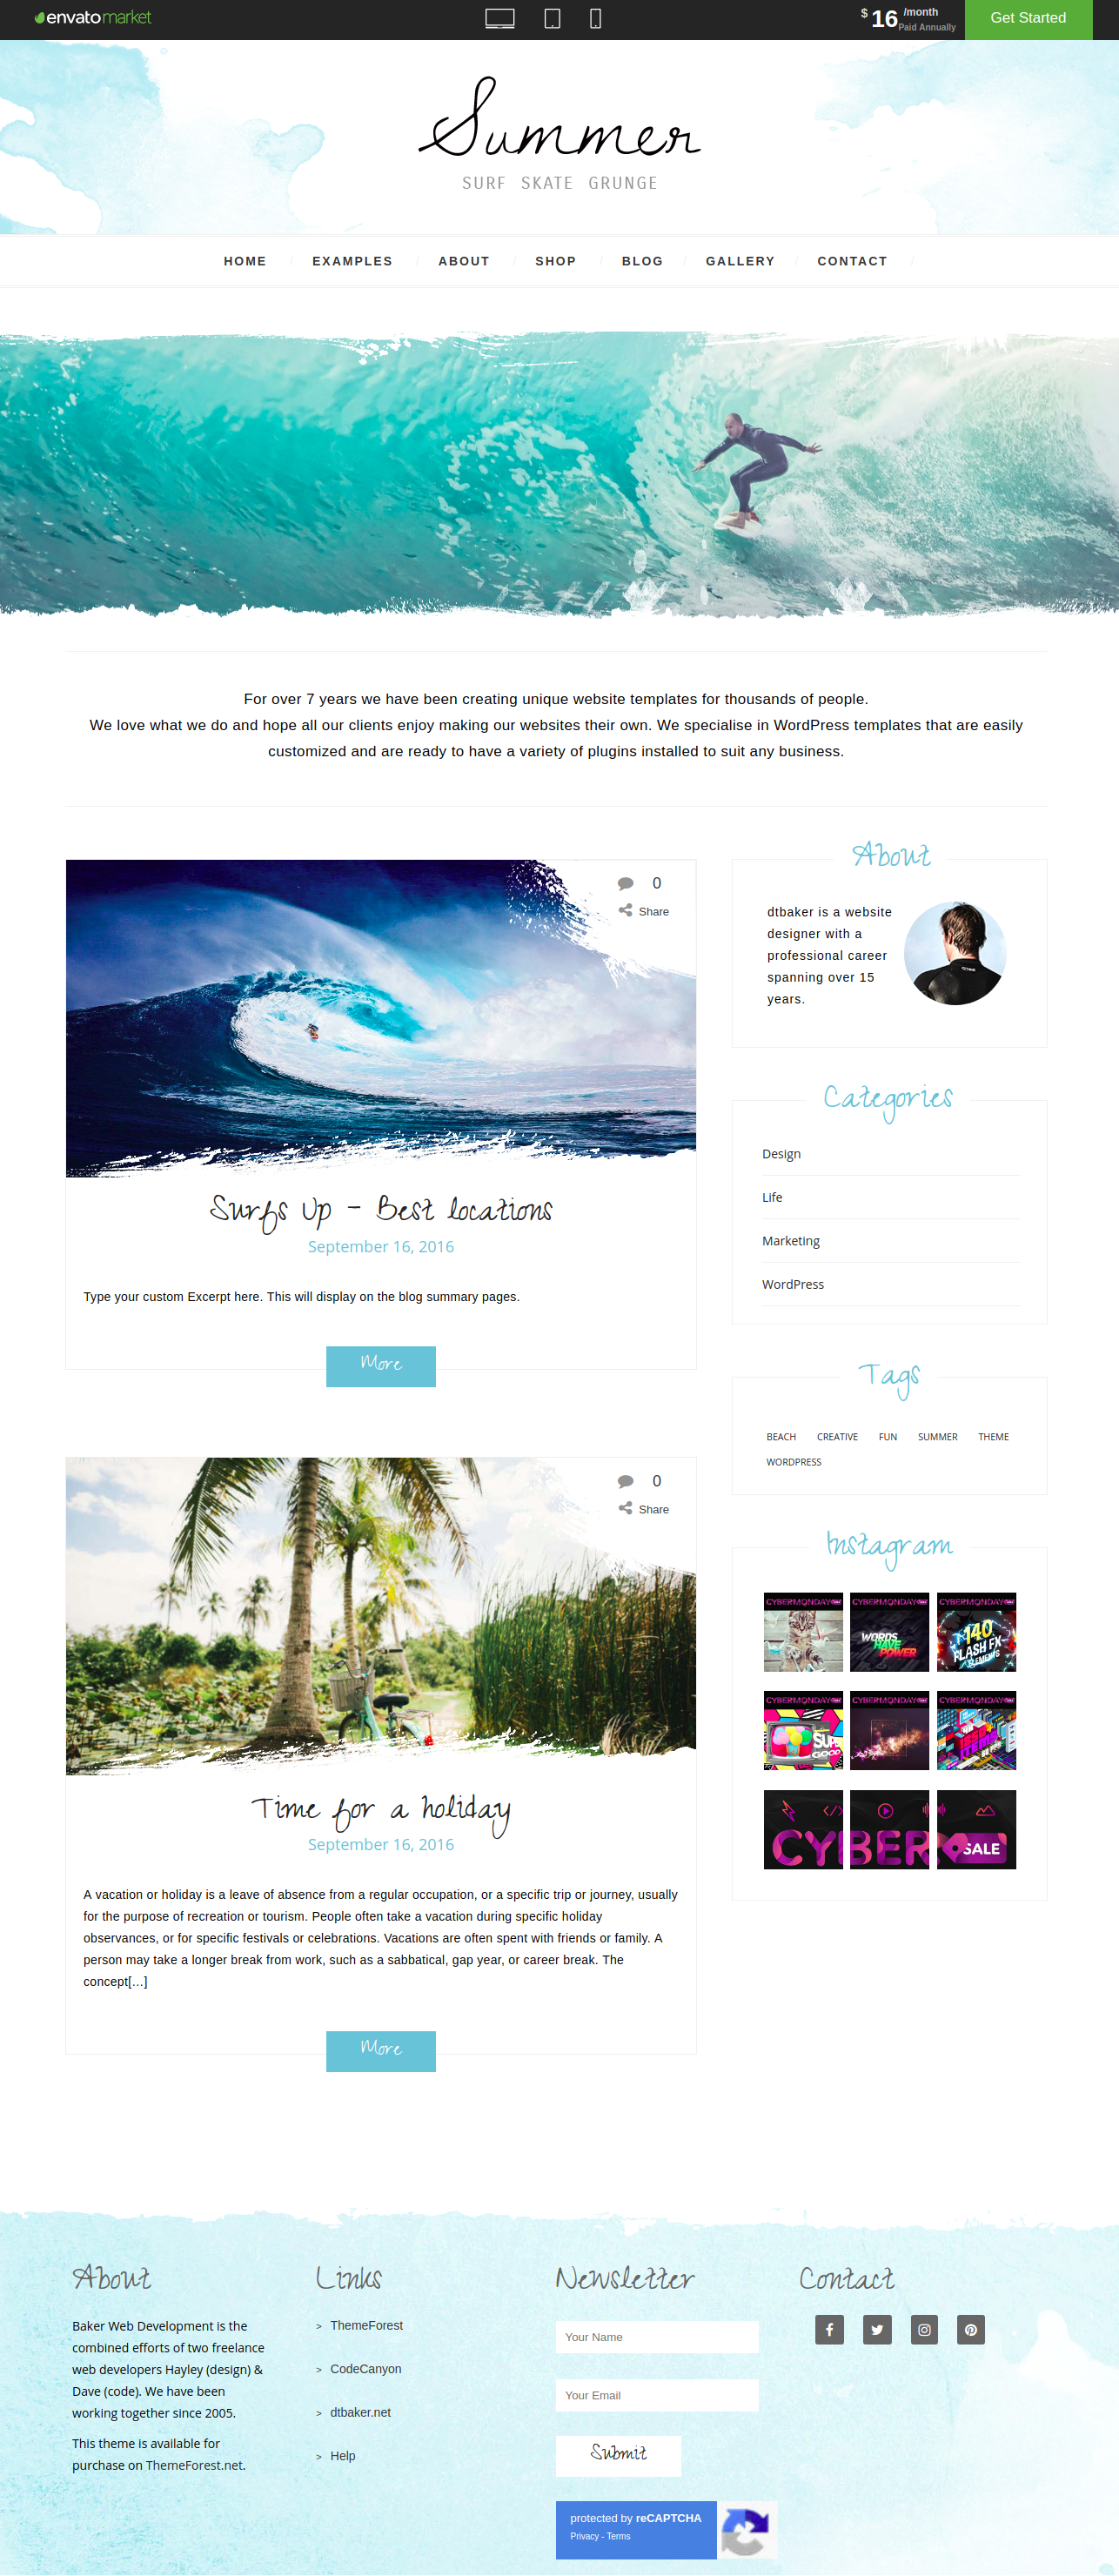 envato market
$ 16 /month
Paid Annually
Get Started
Summer
SURF SKATE GRUNGE
HOME / EXAMPLES / ABOUT / SHOP / BLOG / GALLERY / CONTACT /
For over 7 years we have been creating unique website templates for thousands of people.
We love what we do and hope all our clients enjoy making our websites their own. We specialise in WordPress templates that are easily
customized and are ready to have a variety of plugins installed to suit any business.
0
Share
Surfs Up - Best locations
September 16, 2016
Type your custom Excerpt here. This will display on the blog summary pages.
More
0
Share
Time for a holiday
September 16, 2016
A vacation or holiday is a leave of absence from a regular occupation, or a specific trip or journey, usually
for the purpose of recreation or tourism. People often take a vacation during specific holiday
observances, or for specific festivals or celebrations. Vacations are often spent with friends or family. A
person may take a longer break from work, such as a sabbatical, gap year, or career break. The
concept[...]
More
About
dtbaker is a website
designer with a
professional career
spanning over 15
years.
Categories
Design
Life
Marketing
WordPress
Tags
BEACH CREATIVE FUN SUMMER THEME
WORDPRESS
Instagram
CYBERMONDAY CYBERMONDAY CYBERMONDAY
WORDS
HAVE
POWER
140
FLASH FX
ELEMENTS
CYBERMONDAY CYBERMONDAY CYBERMONDAY
GOOD
CYBER
SALE
About
Baker Web Development is the
combined efforts of two freelance
web developers Hayley (design) &
Dave (code). We have been
working together since 2005.
This theme is available for
purchase on ThemeForest.net.
Links
> ThemeForest
> CodeCanyon
> dtbaker.net
> Help
Newsletter
Your Name
Your Email
Submit
protected by reCAPTCHA
Privacy - Terms
Contact